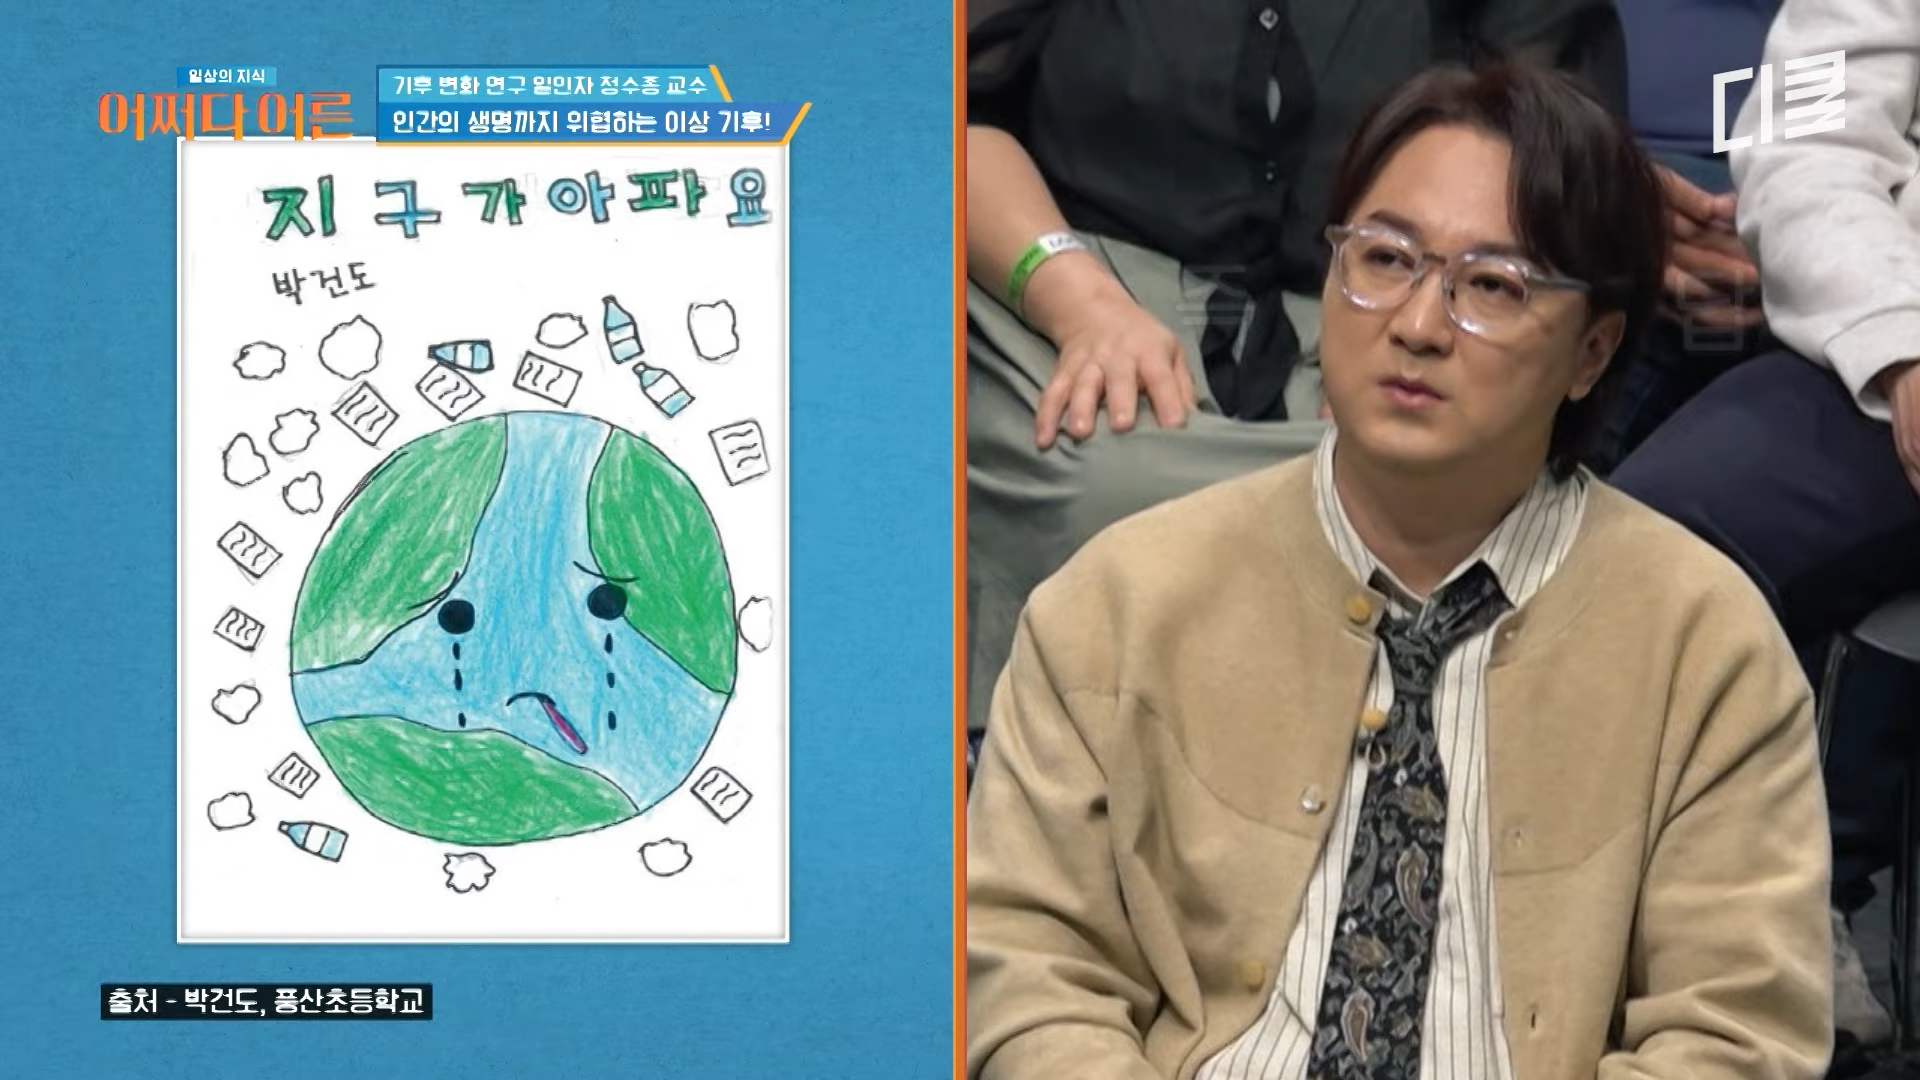 일상의 지식
어쩌다 어른
기후 변화 연구 일인자 정수종 교수
인간의 생명까지 위협하는 이상 기후!
디클
지구가 아파요
박건도
출처 - 박건도, 풍산초등학교